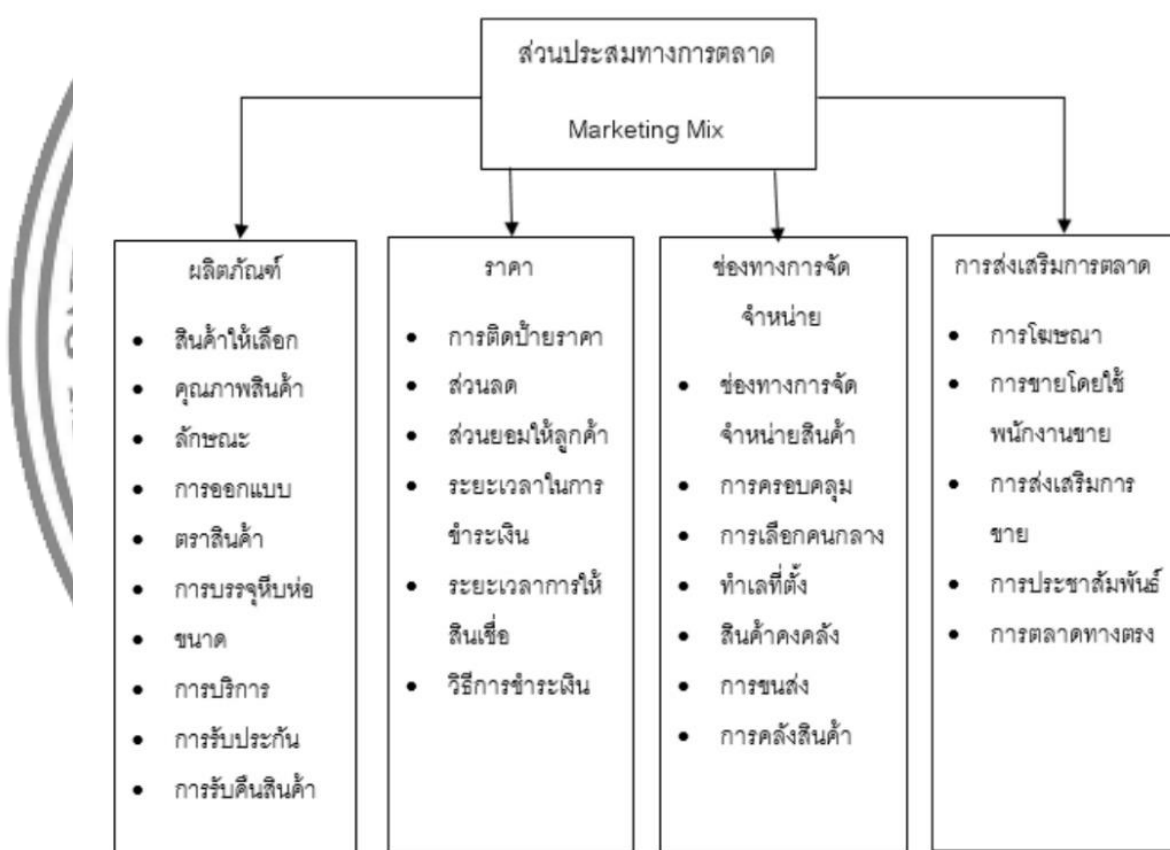 ส่วนประสมทางการตลาด
Marketing Mix
ผลิตภัณฑ์
• สินค้าให้เลือก
• คุณภาพสินค้า
• ลักษณะ
• การออกแบบ
• ตราสินค้า
• การบรรจุหีบห่อ
• ขนาด
• การบริการ
• การรับประกัน
• การรับคืนสินค้า
ราคา
• การติดป้ายราคา
• ส่วนลด
• ส่วนยอมให้ลูกค้า
• ระยะเวลาในการ
ชำระเงิน
• ระยะเวลาการให้
สินเชื่อ
• วิธีการชำระเงิน
ช่องทางการจัด
จำหน่าย
• ช่องทางการจัด
จำหน่ายสินค้า
• การครอบคลุม
• การเลือกคนกลาง
• ทำเลที่ตั้ง
• สินค้าคงคลัง
• การขนส่ง
• การคลังสินค้า
การส่งเสริมการตลาด
• การโฆษณา
• การขายโดยใช้
พนักงานขาย
• การส่งเสริมการ
ขาย
• การประชาสัมพันธ์
• การตลาดทางตรง